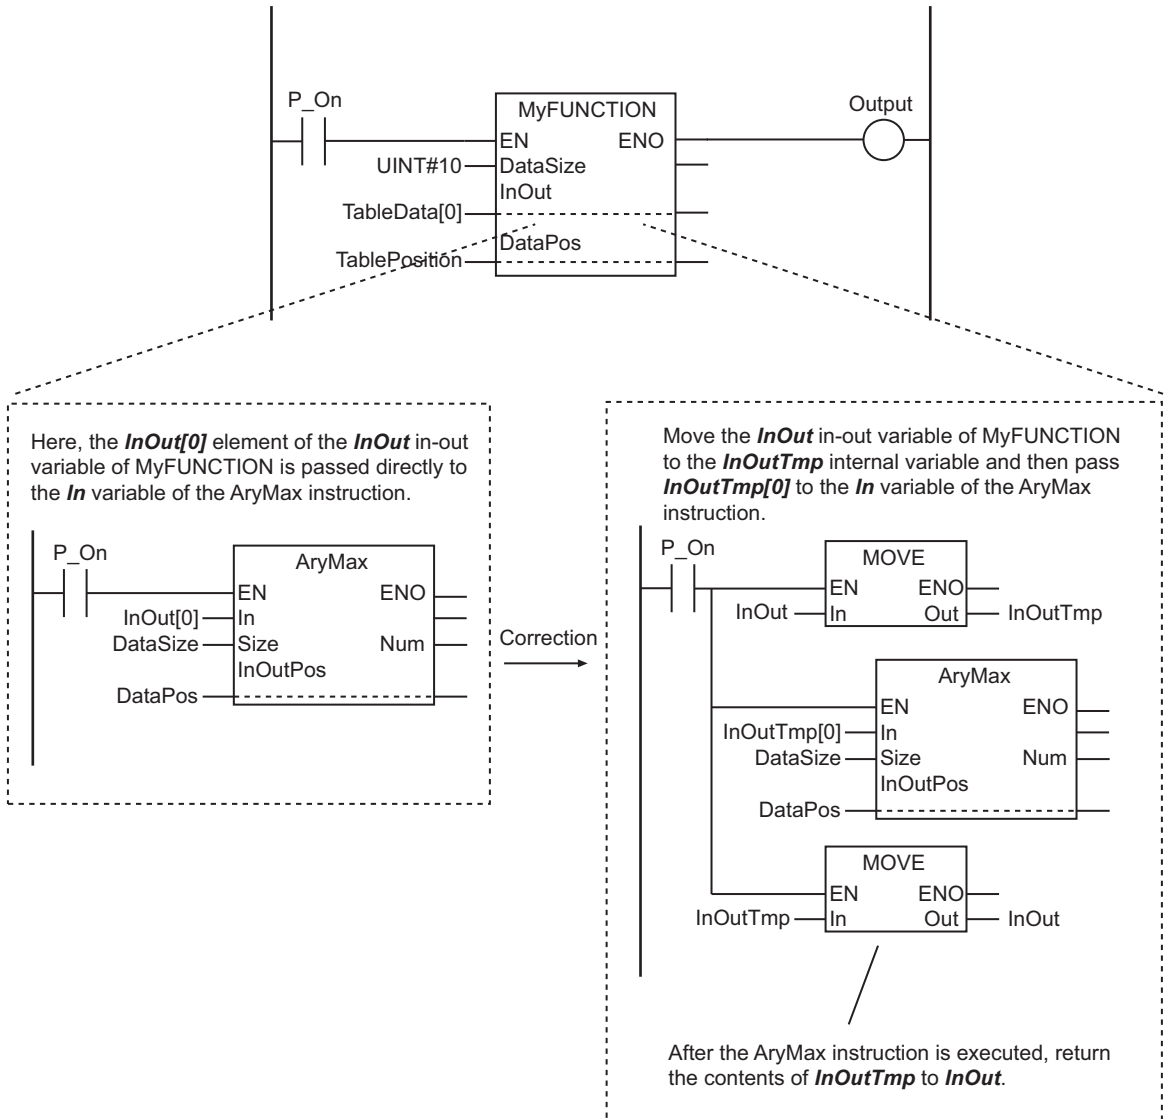 P_On
MyFUNCTION
Output
EN ENO
UINT#10 DataSize
InOut
TableData[0]
DataPos
TablePosition
Here, the InOut[0] element of the InOut in-out
variable of MyFUNCTION is passed directly to
the In variable of the AryMax instruction.
P_On
AryMax
EN ENO
InOut[0] In
DataSize Size Num
InOutPos
DataPos
Correction
Move the InOut in-out variable of MyFUNCTION
to the InOutTmp internal variable and then pass
InOutTmp[0] to the In variable of the AryMax
instruction.
P_On
MOVE
EN ENO
InOut In Out InOutTmp
AryMax
EN ENO
InOutTmp[0] In
DataSize Size Num
InOutPos
DataPos
MOVE
EN ENO
InOutTmp In Out InOut
After the AryMax instruction is executed, return
the contents of InOutTmp to InOut.